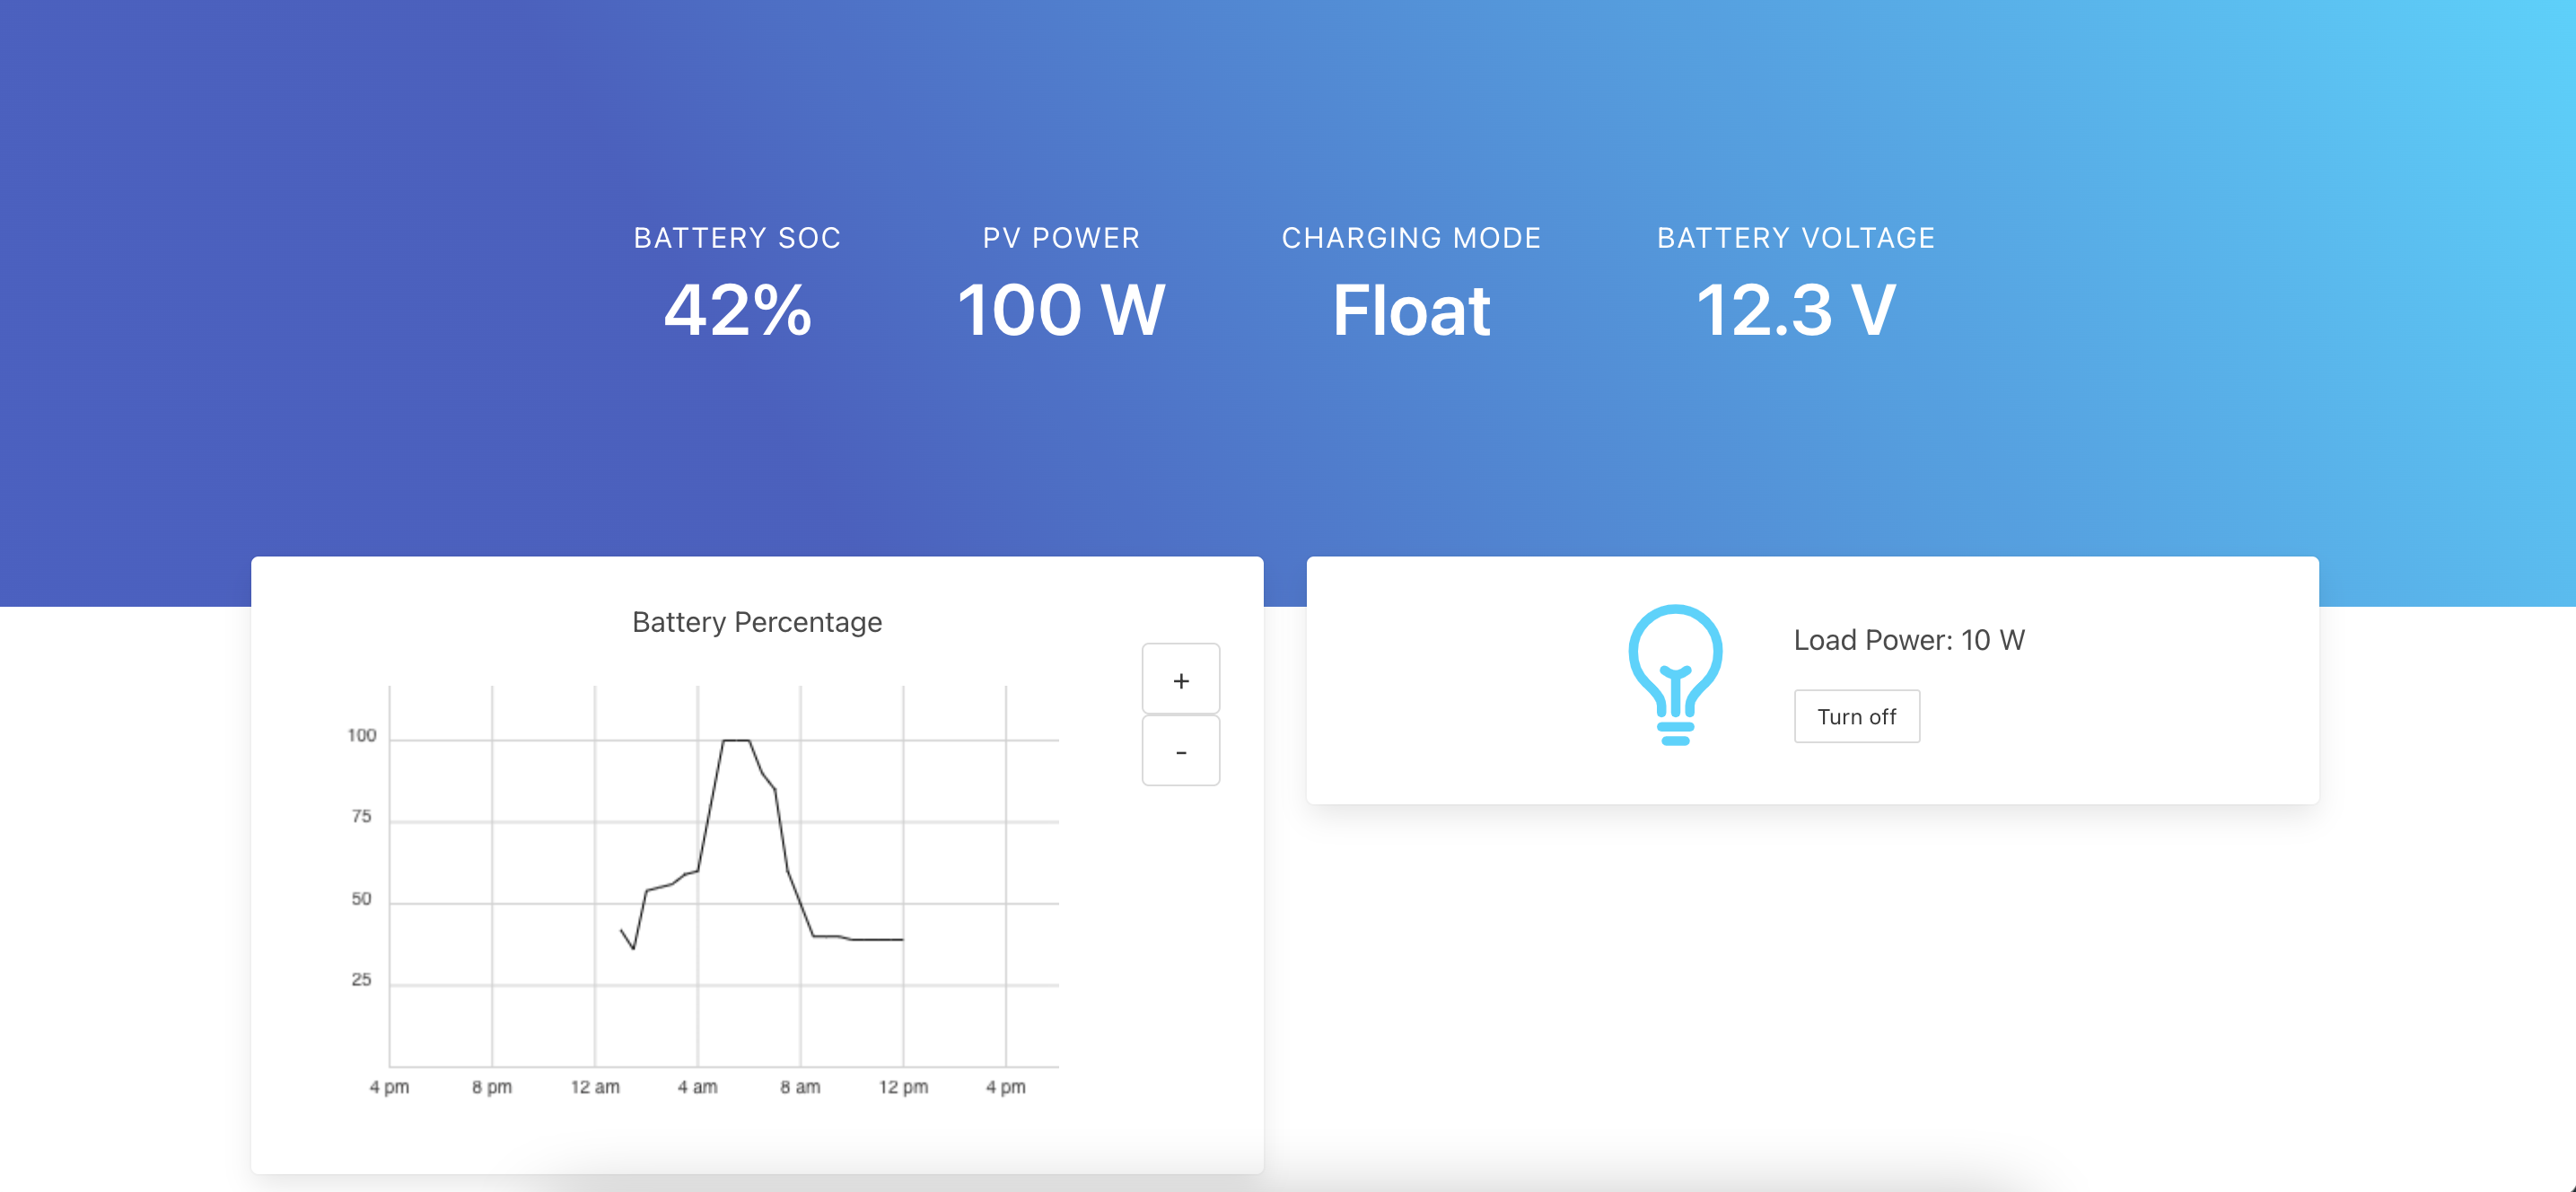 BATTERY SOC
42%
PV POWER
100 W
CHARGING MODE
Float
BATTERY VOLTAGE
12.3 V
Battery Percentage
+
-
100
75
50
25
4 pm
8 pm
12 am
4 am
8 am
12 pm
4 pm
Load Power: 10 W
Turn off